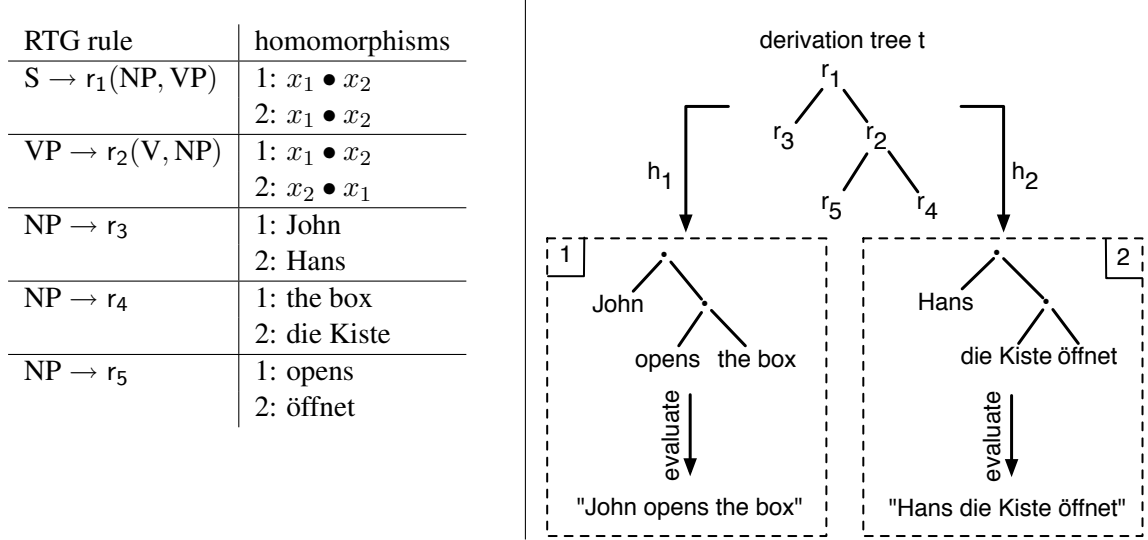 RTG rule homomorphisms
S → r₁(NP, VP) 1: x₁ • x₂
2: x₁ • x₂
VP → r₂(V, NP) 1: x₁ • x₂
2: x₂ • x₁
NP → r₃ 1: John
2: Hans
NP → r₄ 1: the box
2: die Kiste
NP → r₅ 1: opens
2: öffnet
derivation tree t
r₁
r₃ r₂
r₅ r₄
h₁
h₂
1
•
John •
opens the box
evaluate
"John opens the box"
2
•
Hans •
die Kiste öffnet
evaluate
"Hans die Kiste öffnet"